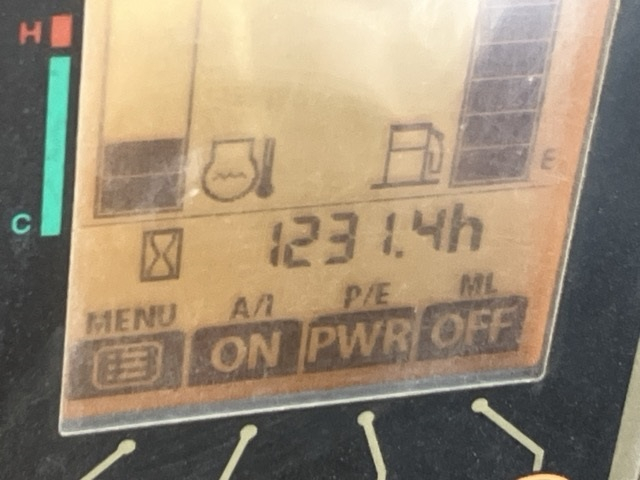 H
E
C
1231.4h
MENU A/I P/E ML
ON PWR OFF